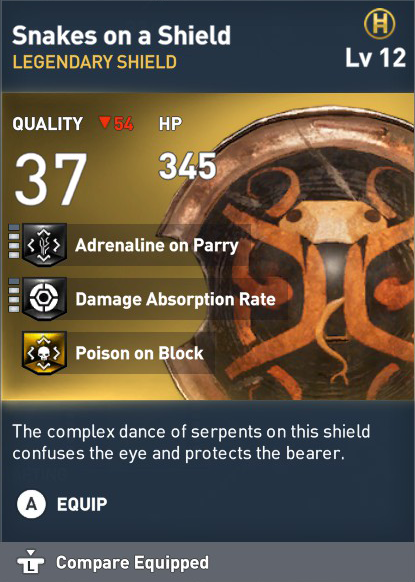 Snakes on a Shield
LEGENDARY SHIELD
Lv 12
QUALITY ▼54 HP
37 345
Adrenaline on Parry
Damage Absorption Rate
Poison on Block
The complex dance of serpents on this shield
confuses the eye and protects the bearer.
A EQUIP
L Compare Equipped